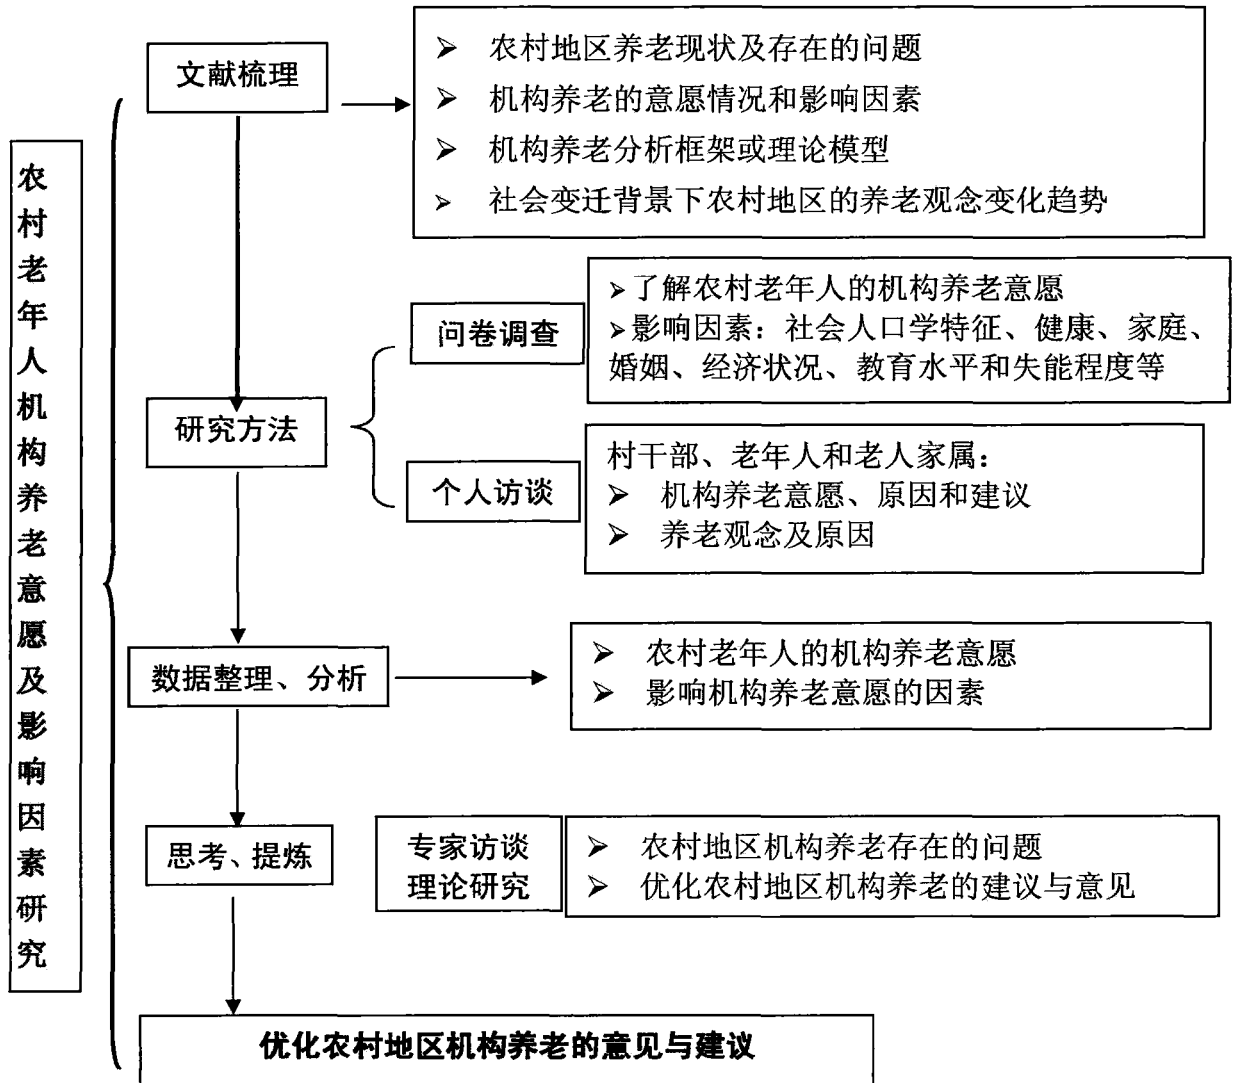 农村老年人机构养老意愿及影响因素研究
文献梳理
➢ 农村地区养老现状及存在的问题
➢ 机构养老的意愿情况和影响因素
➢ 机构养老分析框架或理论模型
➢ 社会变迁背景下农村地区的养老观念变化趋势
研究方法
问卷调查
➢了解农村老年人的机构养老意愿
➢影响因素：社会人口学特征、健康、家庭、
婚姻、经济状况、教育水平和失能程度等
个人访谈
村干部、老年人和老人家属：
➢ 机构养老意愿、原因和建议
➢ 养老观念及原因
数据整理、分析
➢ 农村老年人的机构养老意愿
➢ 影响机构养老意愿的因素
思考、提炼
专家访谈
理论研究
➢ 农村地区机构养老存在的问题
➢ 优化农村地区机构养老的建议与意见
优化农村地区机构养老的意见与建议